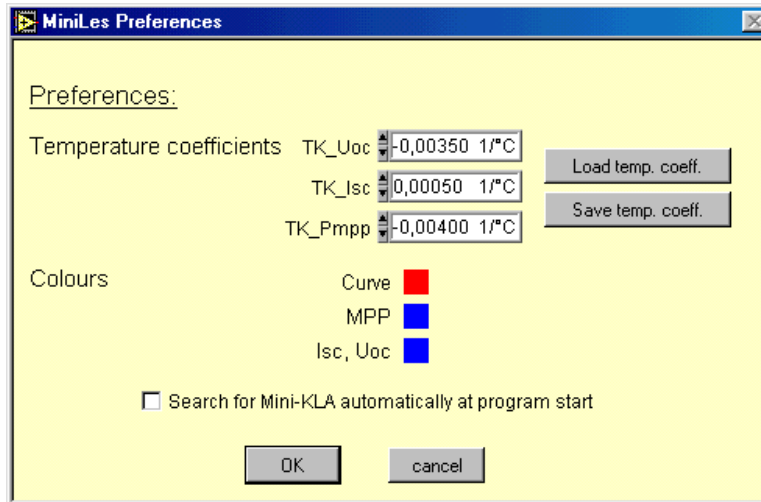 MiniLes Preferences
Preferences:
Temperature coefficients TK_Uoc -0,00350 1/°C
Load temp. coeff.
TK_Isc 0,00050 1/°C
Save temp. coeff.
TK_Pmpp -0,00400 1/°C
Colours Curve
MPP
Isc, Uoc
Search for Mini-KLA automatically at program start
OK cancel